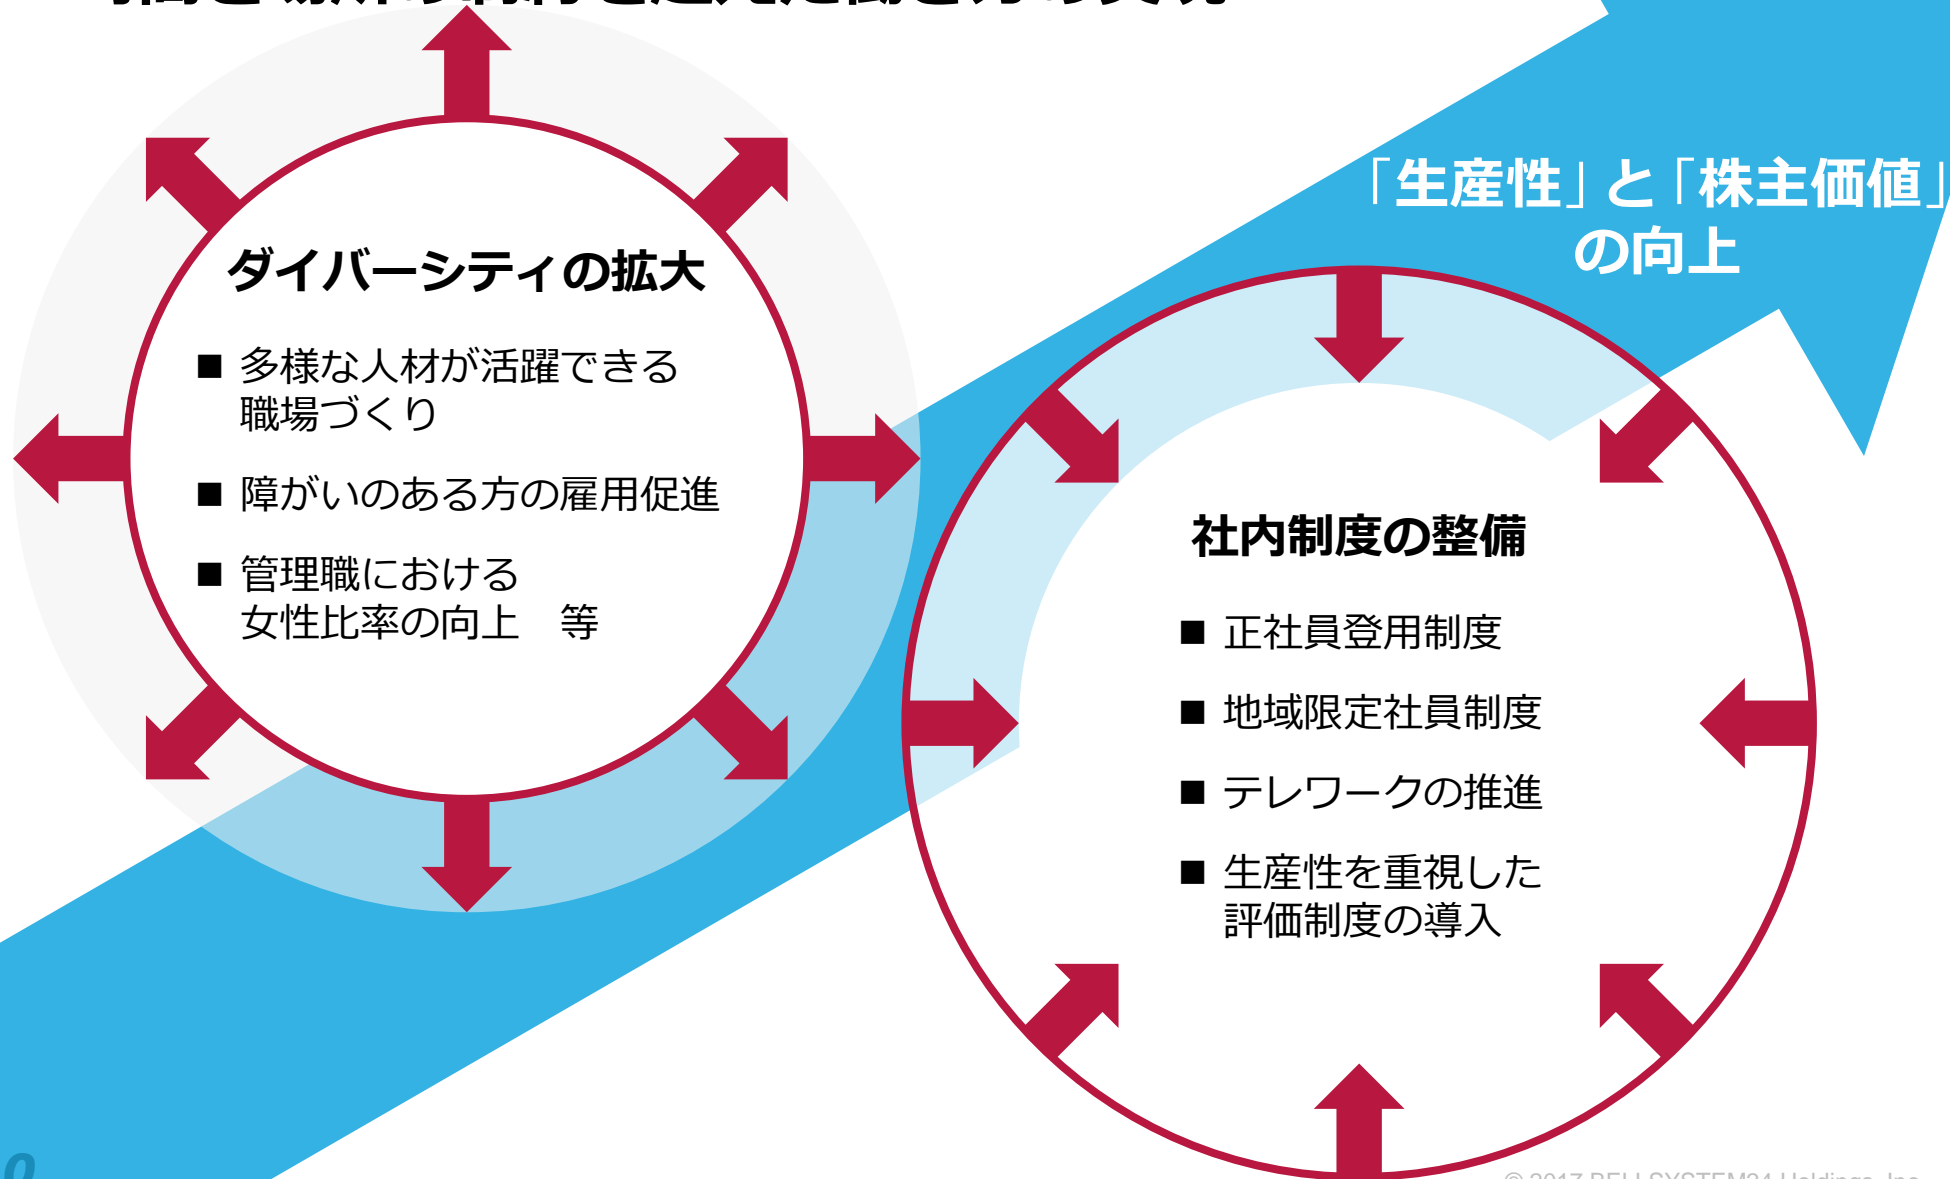 「生産性」と「株主価値」
の向上
ダイバーシティの拡大
■ 多様な人材が活躍できる
職場づくり
■ 障がいのある方の雇用促進
■ 管理職における
女性比率の向上　等
社内制度の整備
■ 正社員登用制度
■ 地域限定社員制度
■ テレワークの推進
■ 生産性を重視した
評価制度の導入
0
© 2017 BELLSYSTEM24 Holdings, Inc.